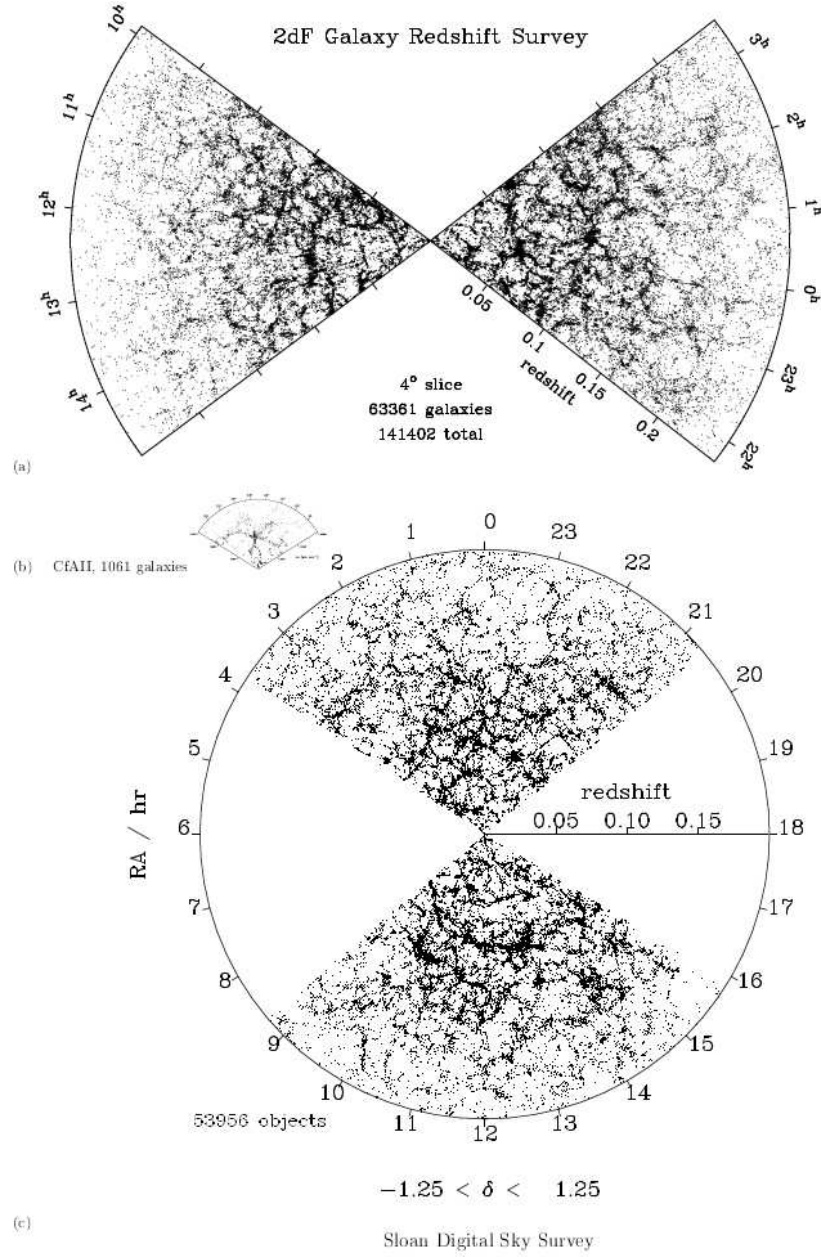 2dF Galaxy Redshift Survey
10ʰ
11ʰ
12ʰ
13ʰ
14ʰ
3ʰ
2ʰ
1ʰ
0ʰ
23ʰ
22ʰ
0.05
0.1
0.15
0.2
redshift
4° slice
63361 galaxies
141402 total
(a)
(b) CfAII, 1061 galaxies
0
1
2
3
4
5
6
7
8
9
10
11
12
13
14
15
16
17
18
19
20
21
22
23
RA / hr
redshift
0.05 0.10 0.15
53956 objects
−1.25 < δ < 1.25
(c)
Sloan Digital Sky Survey